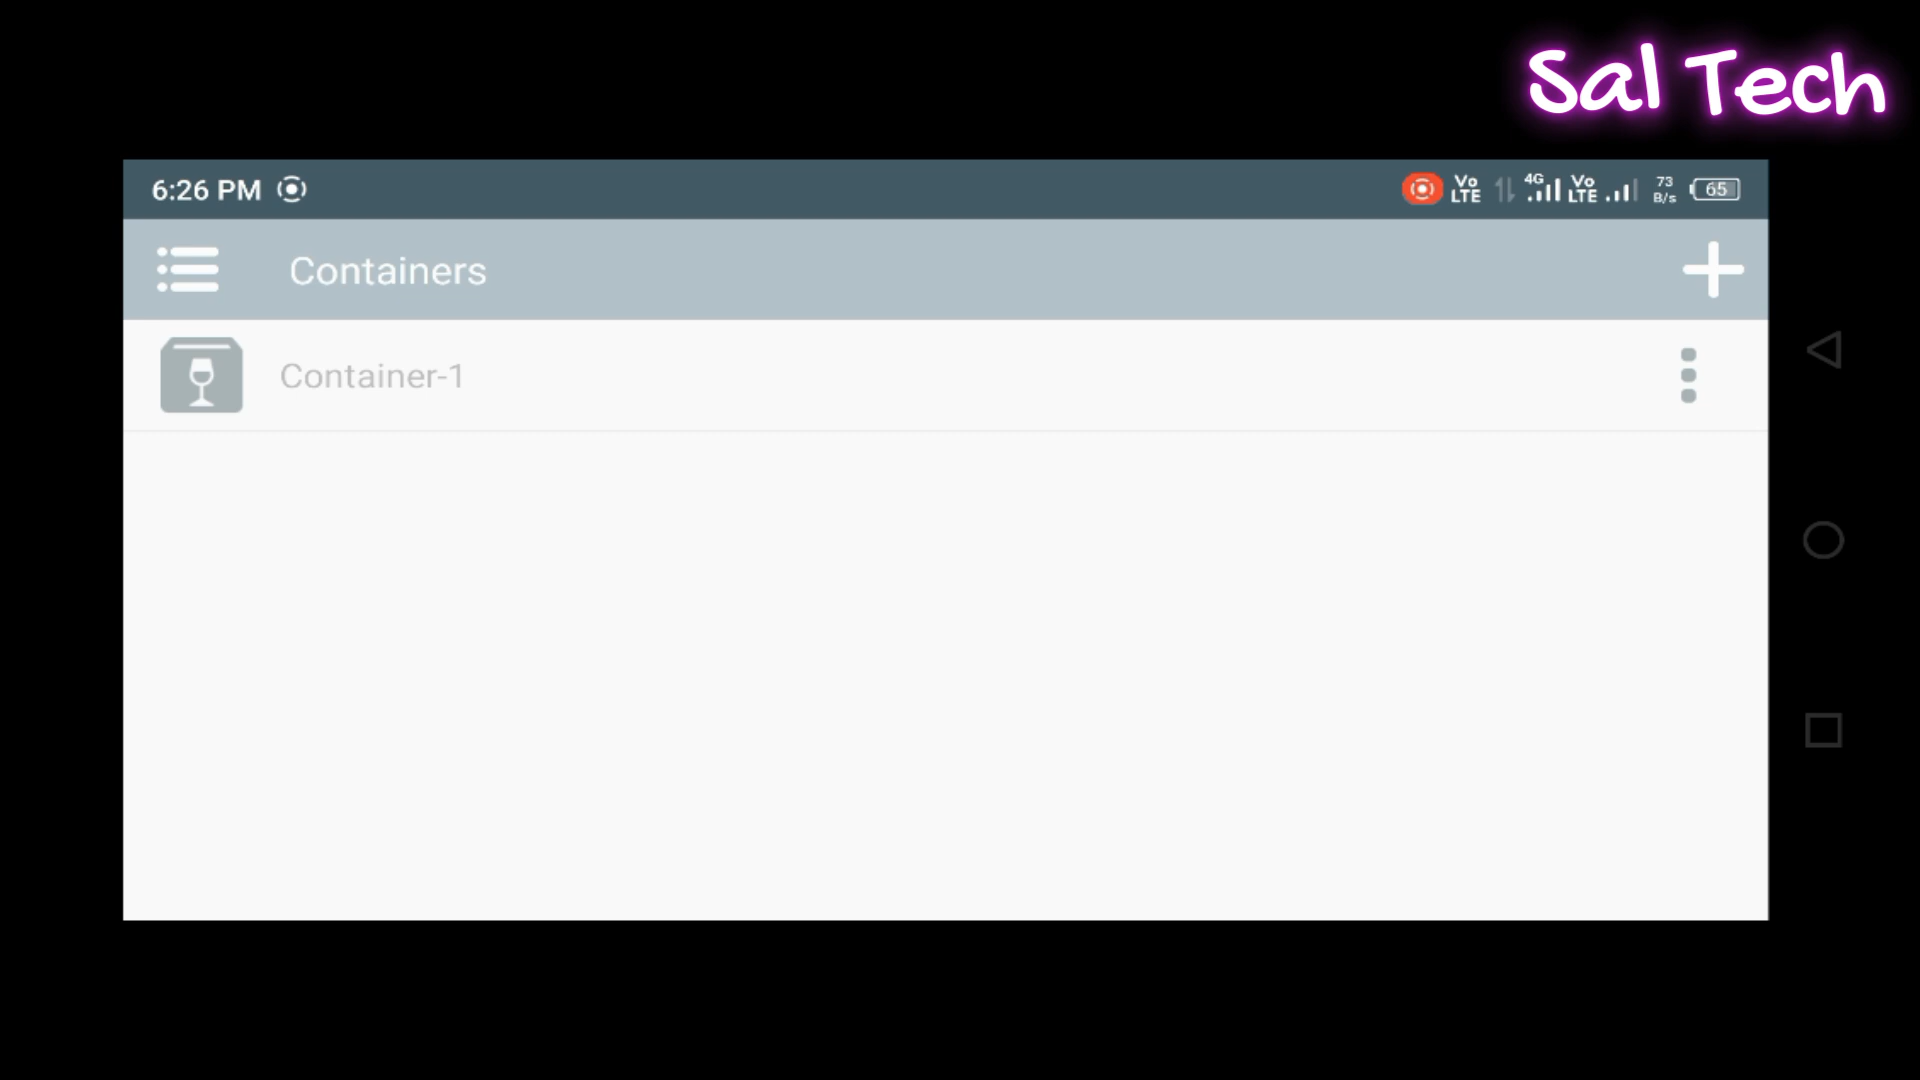 Sal Tech
6:26 PM Vo LTE 4G Vo LTE 73 B/s 65
Containers
Container-1